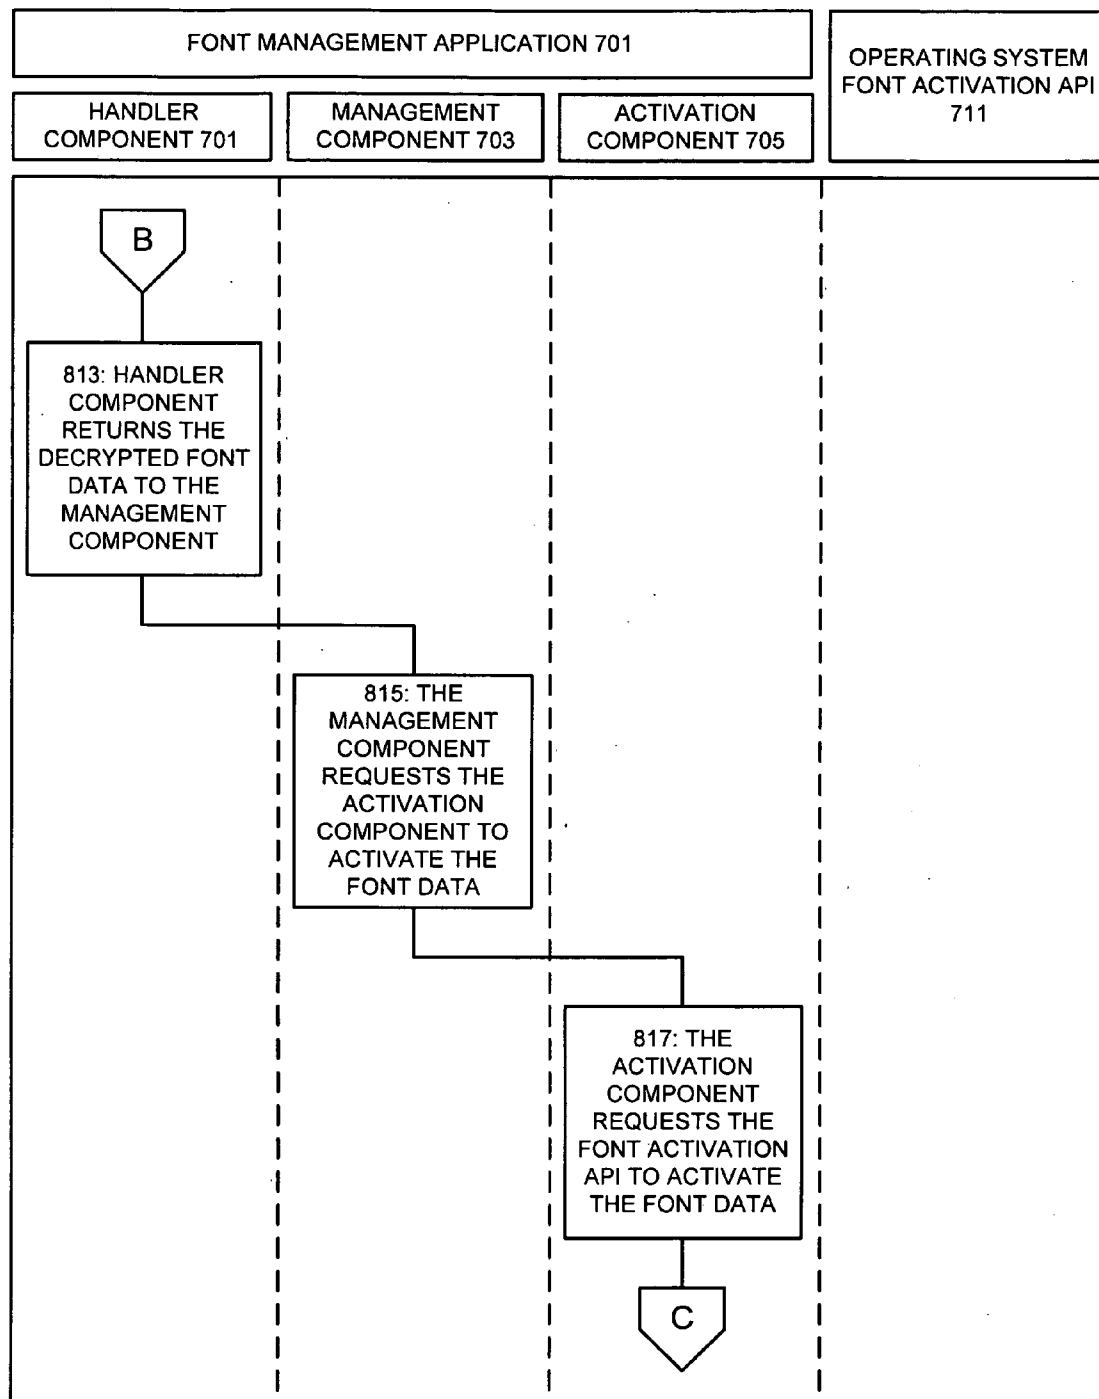 FONT MANAGEMENT APPLICATION 701
OPERATING SYSTEM
FONT ACTIVATION API
711
HANDLER
COMPONENT 701
MANAGEMENT
COMPONENT 703
ACTIVATION
COMPONENT 705
B
813: HANDLER
COMPONENT
RETURNS THE
DECRYPTED FONT
DATA TO THE
MANAGEMENT
COMPONENT
815: THE
MANAGEMENT
COMPONENT
REQUESTS THE
ACTIVATION
COMPONENT TO
ACTIVATE THE
FONT DATA
817: THE
ACTIVATION
COMPONENT
REQUESTS THE
FONT ACTIVATION
API TO ACTIVATE
THE FONT DATA
C